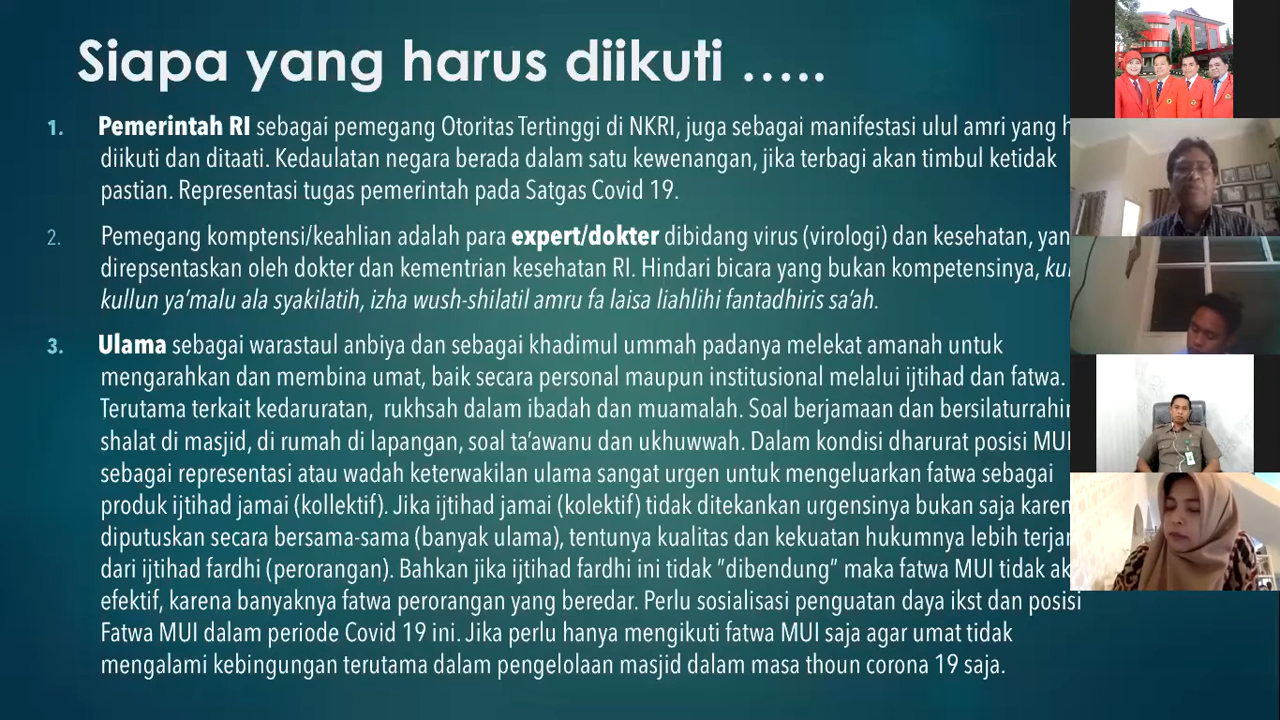 Siapa yang harus diikuti .....
1. Pemerintah RI sebagai pemegang Otoritas Tertinggi di NKRI, juga sebagai manifestasi ulul amri yang
diikuti dan ditaati. Kedaulatan negara berada dalam satu kewenangan, jika terbagi akan timbul ketidak
pastian. Representasi tugas pemerintah pada Satgas Covid 19.
2. Pemegang komptensi/keahlian adalah para expert/dokter dibidang virus (virologi) dan kesehatan,
direpsentaskan oleh dokter dan kementrian kesehatan RI. Hindari bicara yang bukan kompetensinya,
kullun ya'malu ala syakilatih, izha wush-shilatil amru fa laisa liahlihi fantadhiris sa'ah.
3. Ulama sebagai warastaul anbiya dan sebagai khadimul ummah padanya melekat amanah untuk
mengarahkan dan membina umat, baik secara personal maupun institusional melalui ijtihad dan fatwa.
Terutama terkait kedaruratan, rukhsah dalam ibadah dan muamalah. Soal berjamaan dan
shalat di masjid, di rumah di lapangan, soal ta'awanu dan ukhuwwah. Dalam kondisi dharurat posisi MUI
sebagai representasi atau wadah keterwakilan ulama sangat urgen untuk mengeluarkan fatwa sebagai
produk ijtihad jamai (kollektif). Jika ijtihad jamai (kolektif) tidak ditekankan urgensinya bukan saja
diputuskan secara bersama-sama (banyak ulama), tentunya kualitas dan kekuatan hukumnya lebih
dari ijtihad fardhi (perorangan). Bahkan jika ijtihad fardhi ini tidak "dibendung" maka fatwa MUI tidak
efektif, karena banyaknya fatwa perorangan yang beredar. Perlu sosialisasi penguatan daya ikst dan posisi
Fatwa MUI dalam periode Covid 19 ini. Jika perlu hanya mengikuti fatwa MUI saja agar umat tidak
mengalami kebingungan terutama dalam pengelolaan masjid dalam masa thoun corona 19 saja.